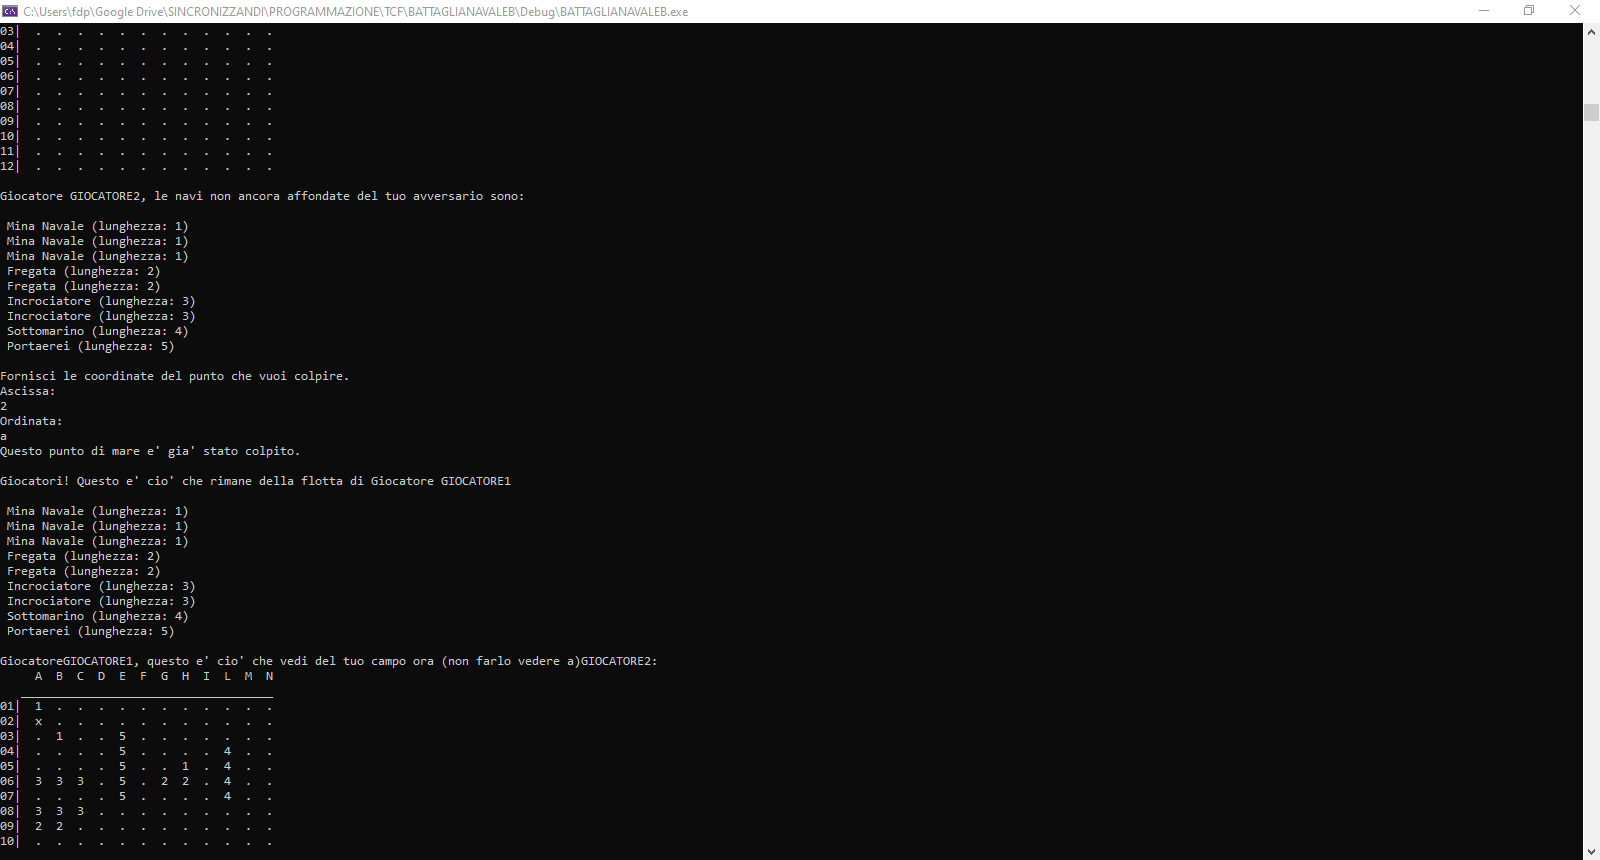 C:\Users\fdp\Google Drive\SINCRONIZZANDI\PROGRAMMAZIONE\TCF\BATTAGLIANAVALEB\Debug\BATTAGLIANAVALEB.exe
03|  .  .  .  .  .  .  .  .  .  .  .  .
04|  .  .  .  .  .  .  .  .  .  .  .  .
05|  .  .  .  .  .  .  .  .  .  .  .  .
06|  .  .  .  .  .  .  .  .  .  .  .  .
07|  .  .  .  .  .  .  .  .  .  .  .  .
08|  .  .  .  .  .  .  .  .  .  .  .  .
09|  .  .  .  .  .  .  .  .  .  .  .  .
10|  .  .  .  .  .  .  .  .  .  .  .  .
11|  .  .  .  .  .  .  .  .  .  .  .  .
12|  .  .  .  .  .  .  .  .  .  .  .  .
Giocatore GIOCATORE2, le navi non ancora affondate del tuo avversario sono:
Mina Navale (lunghezza: 1)
Mina Navale (lunghezza: 1)
Mina Navale (lunghezza: 1)
Fregata (lunghezza: 2)
Fregata (lunghezza: 2)
Incrociatore (lunghezza: 3)
Incrociatore (lunghezza: 3)
Sottomarino (lunghezza: 4)
Portaerei (lunghezza: 5)
Fornisci le coordinate del punto che vuoi colpire.
Ascissa:
2
Ordinata:
a
Questo punto di mare e' gia' stato colpito.
Giocatori! Questo e' cio' che rimane della flotta di Giocatore GIOCATORE1
Mina Navale (lunghezza: 1)
Mina Navale (lunghezza: 1)
Mina Navale (lunghezza: 1)
Fregata (lunghezza: 2)
Fregata (lunghezza: 2)
Incrociatore (lunghezza: 3)
Incrociatore (lunghezza: 3)
Sottomarino (lunghezza: 4)
Portaerei (lunghezza: 5)
GiocatoreGIOCATORE1, questo e' cio' che vedi del tuo campo ora (non farlo vedere a)GIOCATORE2:
     A  B  C  D  E  F  G  H  I  L  M  N
01|  1  .  .  .  .  .  .  .  .  .  .  .
02|  x  .  .  .  .  .  .  .  .  .  .  .
03|  .  1  .  .  5  .  .  .  .  .  .  .
04|  .  .  .  .  5  .  .  .  .  4  .  .
05|  .  .  .  .  5  .  .  1  .  4  .  .
06|  3  3  3  .  5  .  2  2  .  4  .  .
07|  .  .  .  .  5  .  .  .  .  4  .  .
08|  3  3  3  .  .  .  .  .  .  .  .  .
09|  2  2  .  .  .  .  .  .  .  .  .  .
10|  .  .  .  .  .  .  .  .  .  .  .  .